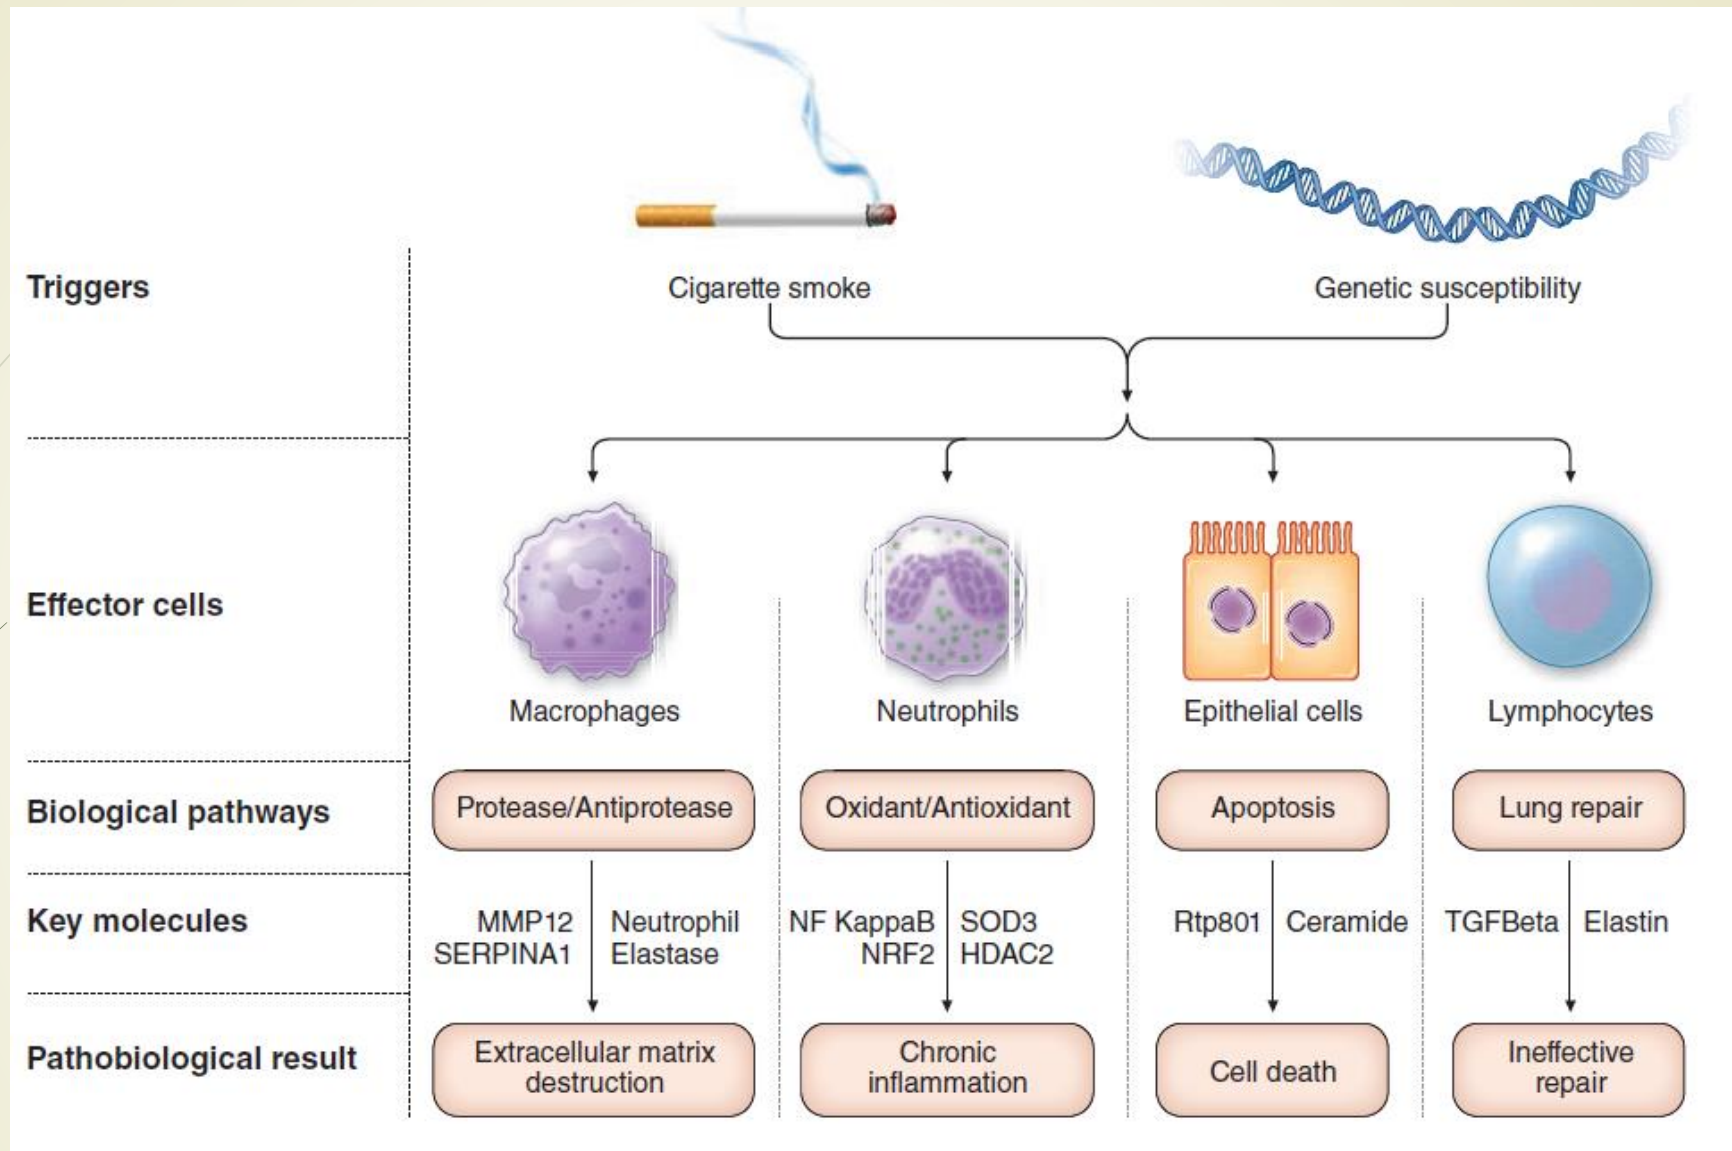 Triggers
Cigarette smoke
Genetic susceptibility
Effector cells
Macrophages
Neutrophils
Epithelial cells
Lymphocytes
Biological pathways
Protease/Antiprotease
Oxidant/Antioxidant
Apoptosis
Lung repair
Key molecules
MMP12
SERPINA1
Neutrophil
Elastase
NF KappaB
NRF2
SOD3
HDAC2
Rtp801
Ceramide
TGFBeta
Elastin
Pathobiological result
Extracellular matrix
destruction
Chronic
inflammation
Cell death
Ineffective
repair